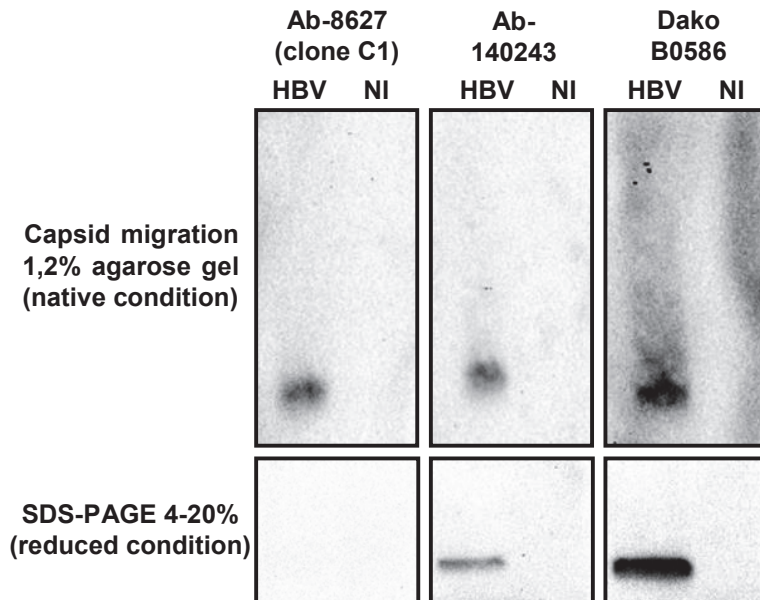 Ab-8627
(clone C1)
Ab-
140243
Dako
B0586
HBV NI
HBV NI
HBV NI
Capsid migration
1,2% agarose gel
(native condition)
SDS-PAGE 4-20%
(reduced condition)